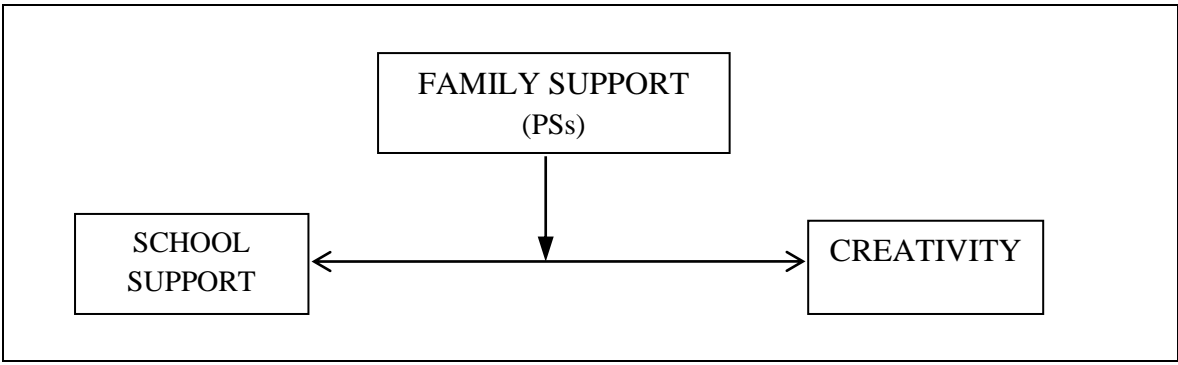 FAMILY SUPPORT
(PSs)
SCHOOL
SUPPORT
CREATIVITY